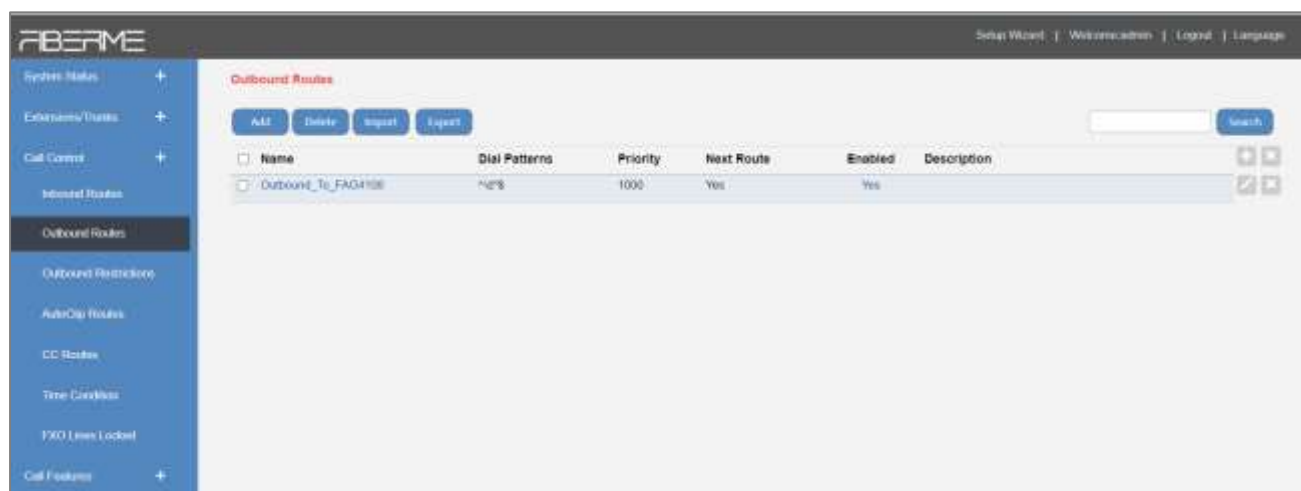 FIBERME
Setup Wizard | Welcome:admin | Logout | Language
System Status +
Outbound Routes
Extensions/Trunks +
Add Delete Import Export Search
Call Control +
Name Dial Patterns Priority Next Route Enabled Description
Inbound Routes
Outbound_To_FAG4108 ^\d*$ 1000 Yes Yes
Outbound Routes
Outbound Restrictions
AutoClip Routes
CC Routes
Time Condition
FXO Lines Locked
Call Features +